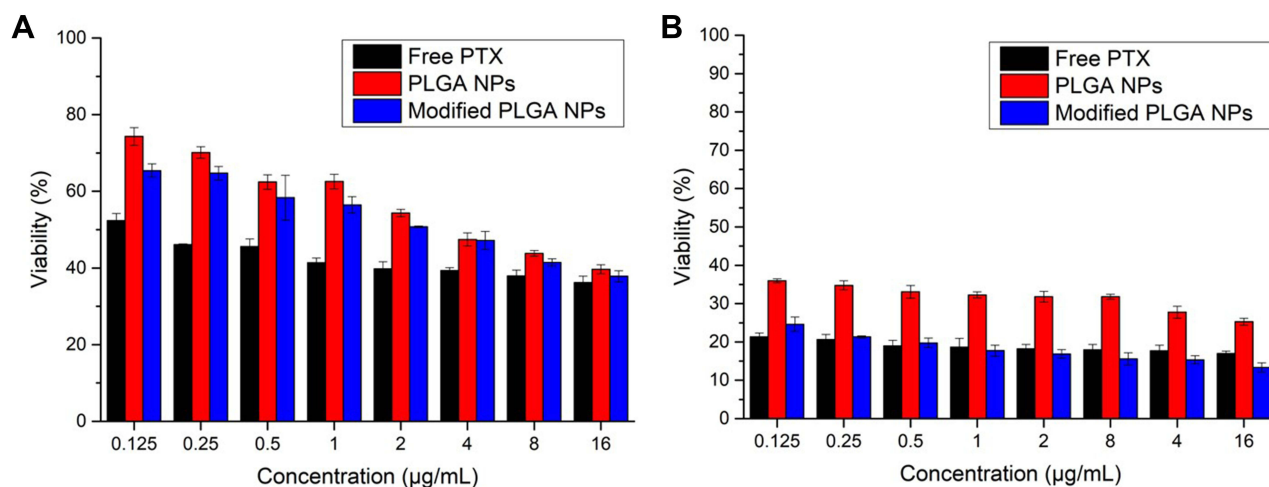 A
100
80
60
40
20
0
Viability (%)
Free PTX
PLGA NPs
Modified PLGA NPs
0.125 0.25 0.5 1 2 4 8 16
Concentration (µg/mL)
B
100
90
80
70
60
50
40
30
20
10
0
Viability (%)
Free PTX
PLGA NPs
Modified PLGA NPs
0.125 0.25 0.5 1 2 8 4 16
Concentration (µg/mL)